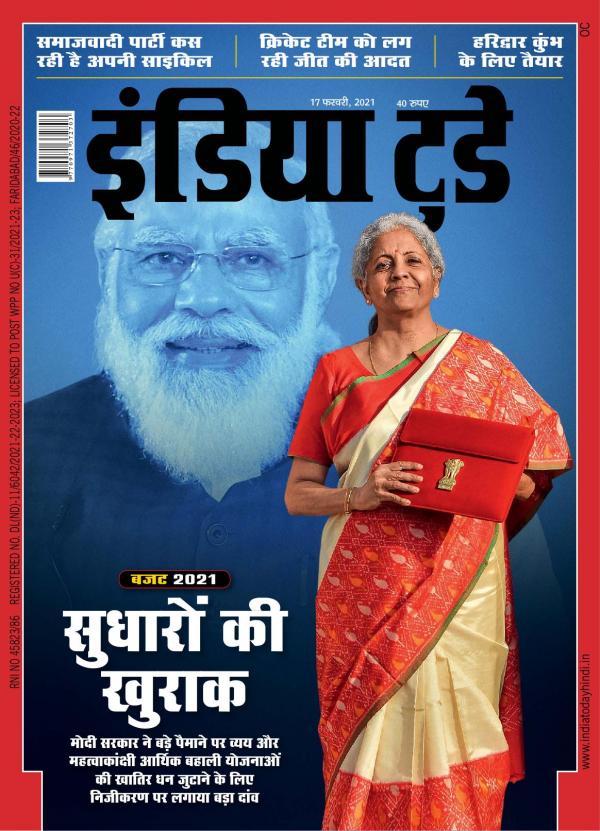 समाजवादी पार्टी कस
रही है अपनी साइकिल
क्रिकेट टीम को लग
रही जीत की आदत
हरिद्वार कुंभ
के लिए तैयार
OC
17 फरवरी, 2021
40 रुपए
इंडिया टुडे
बजट 2021
सुधारों की
खुराक
मोदी सरकार ने बड़े पैमाने पर व्यय और
महत्वाकांक्षी आर्थिक बहाली योजनाओं
की खातिर धन जुटाने के लिए
निजीकरण पर लगाया बड़ा दांव
RNI NO 45823/86 REGISTERED NO. DL(ND)-11/6042/2021-22-2023; LICENSED TO POST WPP NO U(C)-31/2021-23; FARIDABAD/46/2020-22
www.indiatodayhindi.in